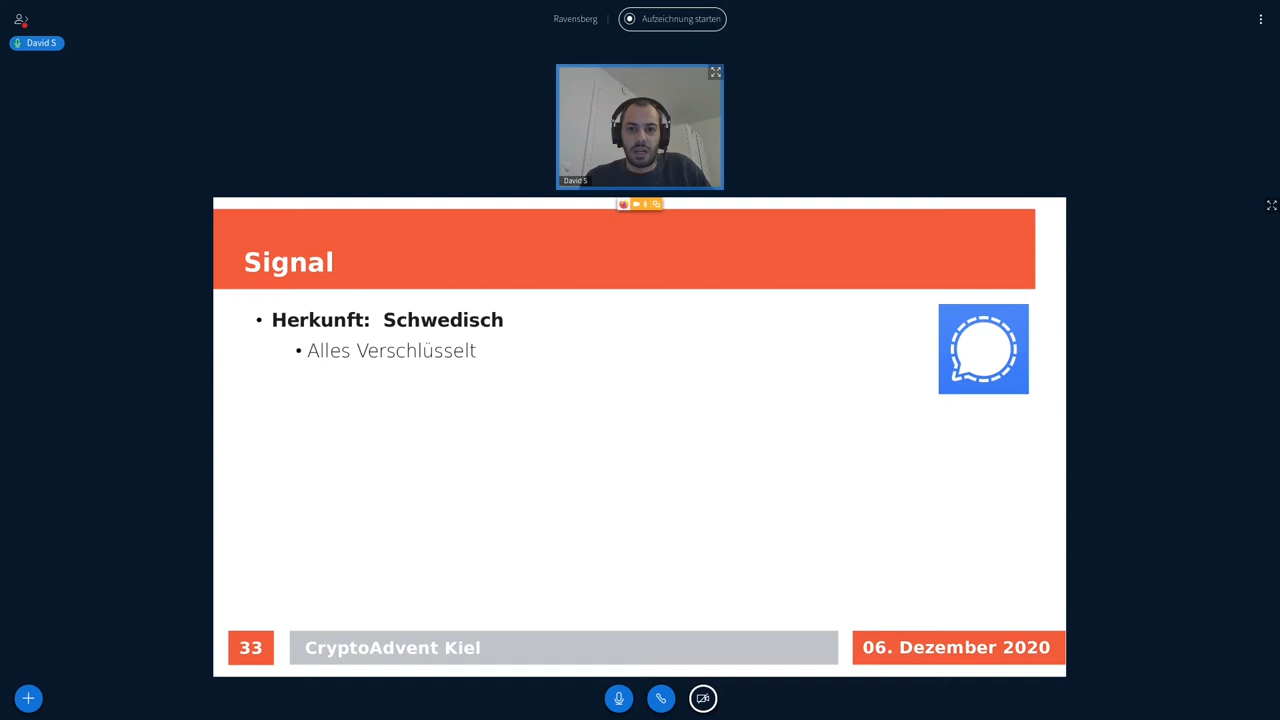 Ravensberg
Aufzeichnung starten
David S
David S
Signal
• Herkunft: Schwedisch
• Alles Verschlüsselt
33
CryptoAdvent Kiel
06. Dezember 2020